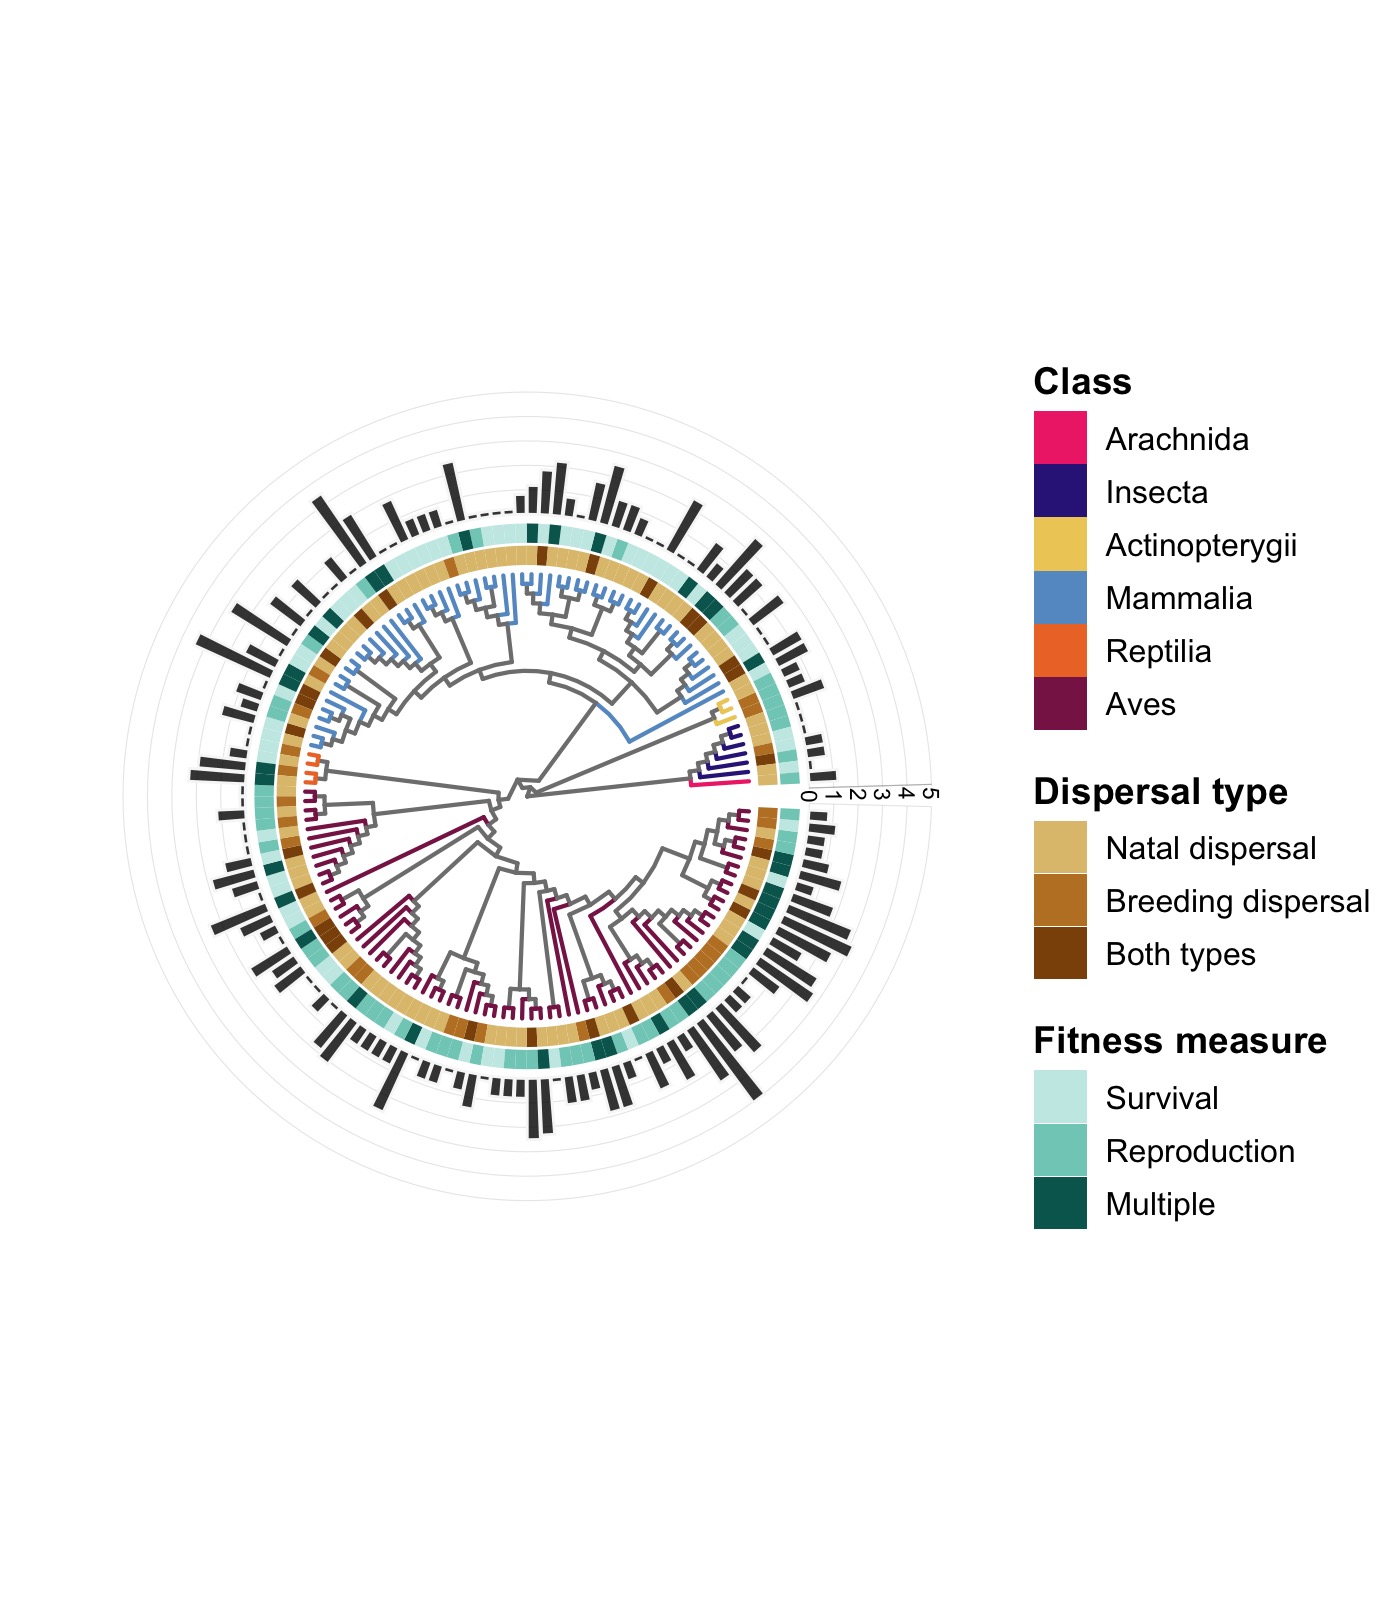 Class
Arachnida
Insecta
Actinopterygii
Mammalia
Reptilia
Aves
Dispersal type
Natal dispersal
Breeding dispersal
Both types
Fitness measure
Survival
Reproduction
Multiple
0 1 2 3 4 5